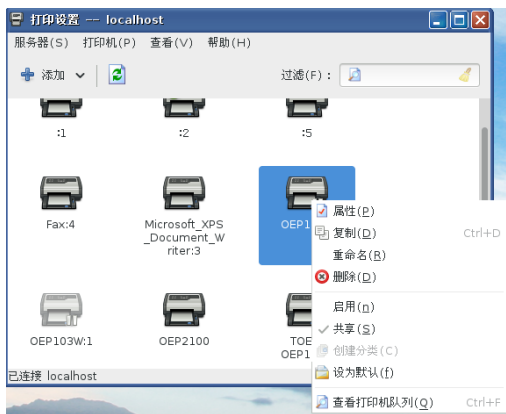 打印设置 —— localhost
服务器(S) 打印机(P) 查看(V) 帮助(H)
添加 过滤(F)：
:1 :2 :5
Fax:4 Microsoft_XPS_Document_Writer:3 OEP1
属性(P)
复制(D) Ctrl+D
重命名(R)
删除(D)
启用(n)
共享(S)
创建分类(C)
设为默认(f)
查看打印机队列(Q) Ctrl+F
OEP103W:1 OEP2100 TOE
OEP1
已连接 localhost